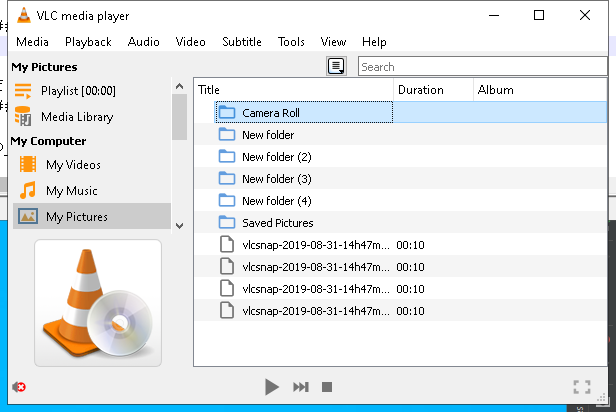 VLC media player
Media Playback Audio Video Subtitle Tools View Help
My Pictures
Playlist [00:00]
Media Library
My Computer
My Videos
My Music
My Pictures
Search
Title Duration Album
Camera Roll
New folder
New folder (2)
New folder (3)
New folder (4)
Saved Pictures
vlcsnap-2019-08-31-14h47m... 00:10
vlcsnap-2019-08-31-14h47m... 00:10
vlcsnap-2019-08-31-14h47m... 00:10
vlcsnap-2019-08-31-14h47m... 00:10